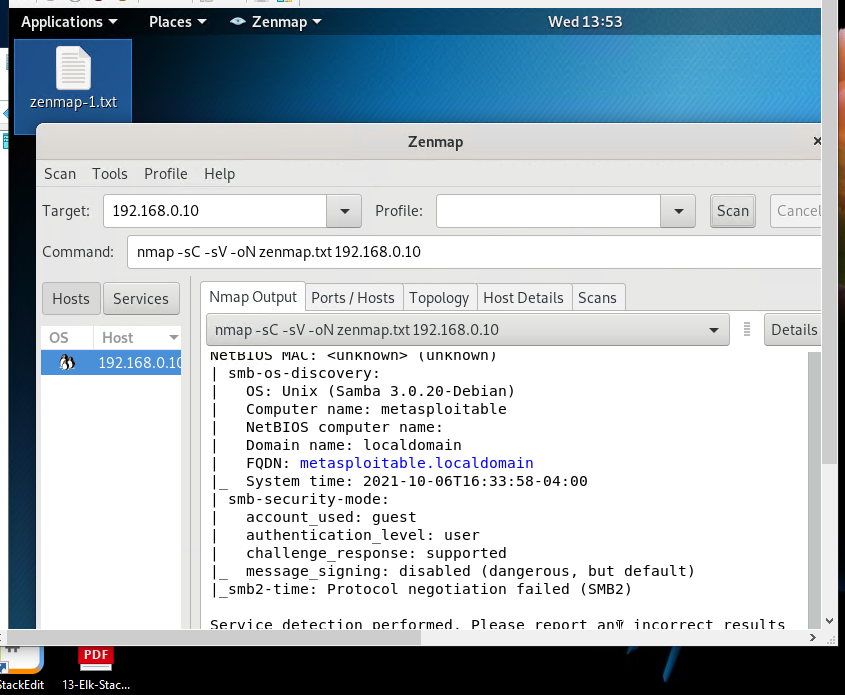 Applications Places Zenmap Wed 13:53
zenmap-1.txt
Zenmap
Scan Tools Profile Help
Target: 192.168.0.10 Profile: Scan Cancel
Command: nmap -sC -sV -oN zenmap.txt 192.168.0.10
Hosts Services
Nmap Output Ports / Hosts Topology Host Details Scans
OS Host
nmap -sC -sV -oN zenmap.txt 192.168.0.10 Details
192.168.0.10
NetBIOS MAC: <unknown> (unknown)
| smb-os-discovery:
| OS: Unix (Samba 3.0.20-Debian)
| Computer name: metasploitable
| NetBIOS computer name:
| Domain name: localdomain
| FQDN: metasploitable.localdomain
|_ System time: 2021-10-06T16:33:58-04:00
| smb-security-mode:
| account_used: guest
| authentication_level: user
| challenge_response: supported
|_ message_signing: disabled (dangerous, but default)
|_smb2-time: Protocol negotiation failed (SMB2)
Service detection performed. Please report any incorrect results
PDF
StackEdit 13-Elk-Stac...